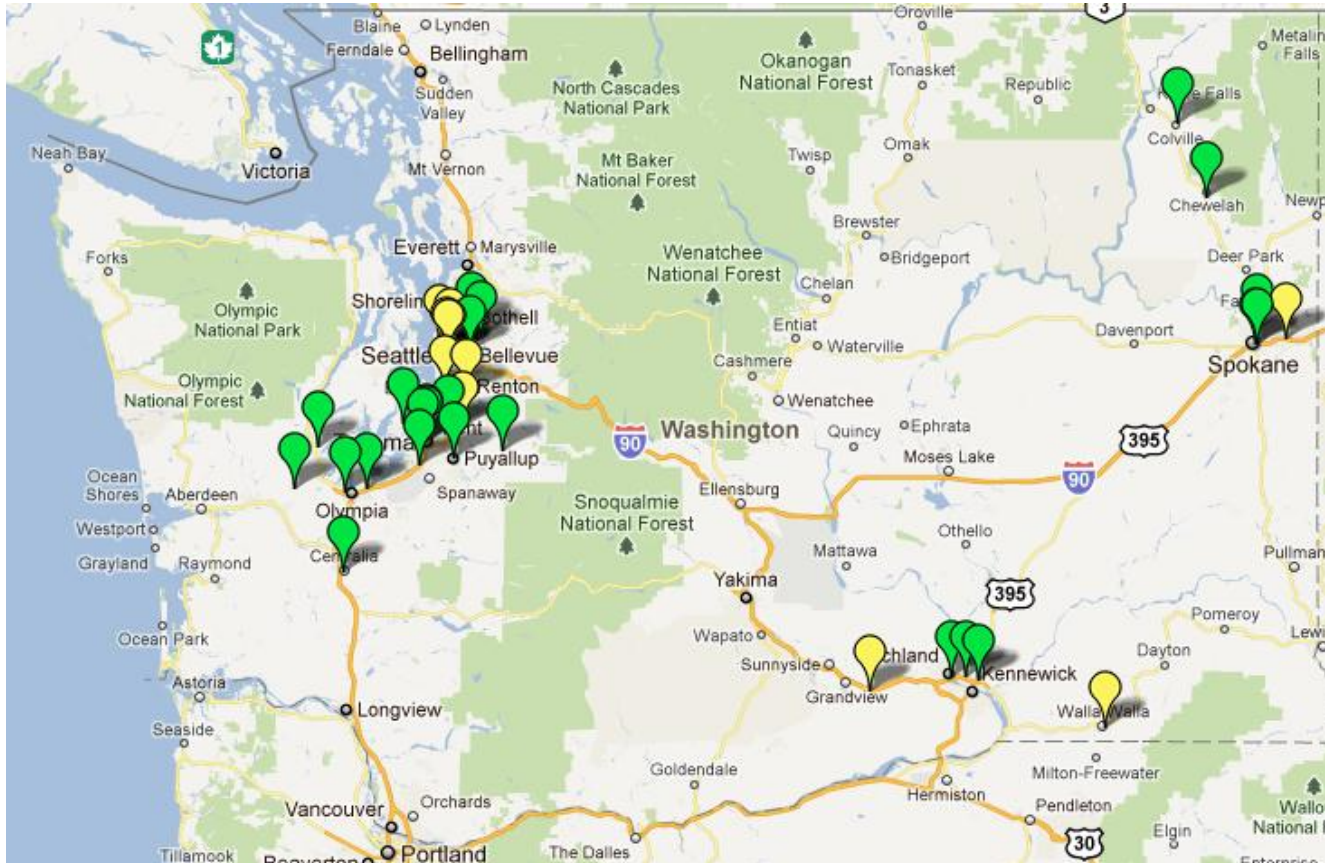 Blaine
Lynden
Ferndale
Bellingham
Sudden
Valley
1
Victoria
Neah Bay
Mt Vernon
North Cascades
National Park
Okanogan
National Forest
Oroville
3
Metaline
Falls
Tonasket
Republic
Colville
Mt Baker
National Forest
Twisp
Omak
Chewelah
Forks
Everett
Marysville
Wenatchee
National Forest
Brewster
Bridgeport
Deer Park
Chelan
Olympic
National Park
Entiat
Waterville
Davenport
Spokane
Seattle
Bellevue
Cashmere
Olympic
National Forest
Renton
Wenatchee
Washington
90
Quincy
Ephrata
395
Puyallup
Moses Lake
90
Ocean
Shores
Aberdeen
Spanaway
Olympia
Ellensburg
Snoqualmie
National Forest
Westport
Grayland
Raymond
Centralia
Othello
Mattawa
Yakima
395
Pomeroy
Ocean Park
Wapato
Sunnyside
Grandview
Kennewick
Dayton
Astoria
Longview
Walla Walla
Seaside
Goldendale
Milton-Freewater
Hermiston
Pendleton
Vancouver
Orchards
Portland
The Dalles
30
Elgin
Tillamook